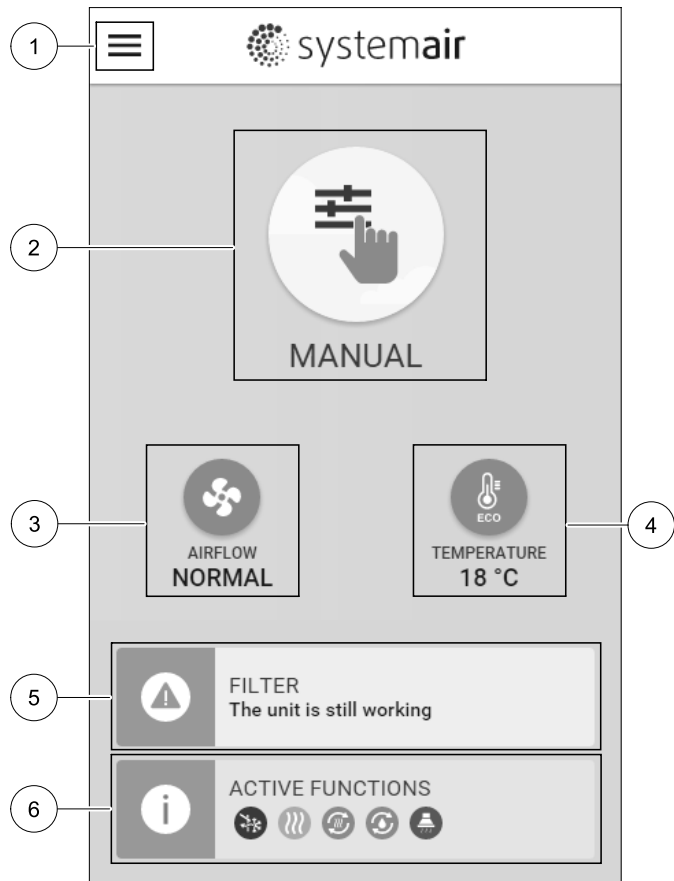 1
systemair
2
MANUAL
3
AIRFLOW
NORMAL
ECO
TEMPERATURE
18 °C
4
5
FILTER
The unit is still working
6
i
ACTIVE FUNCTIONS